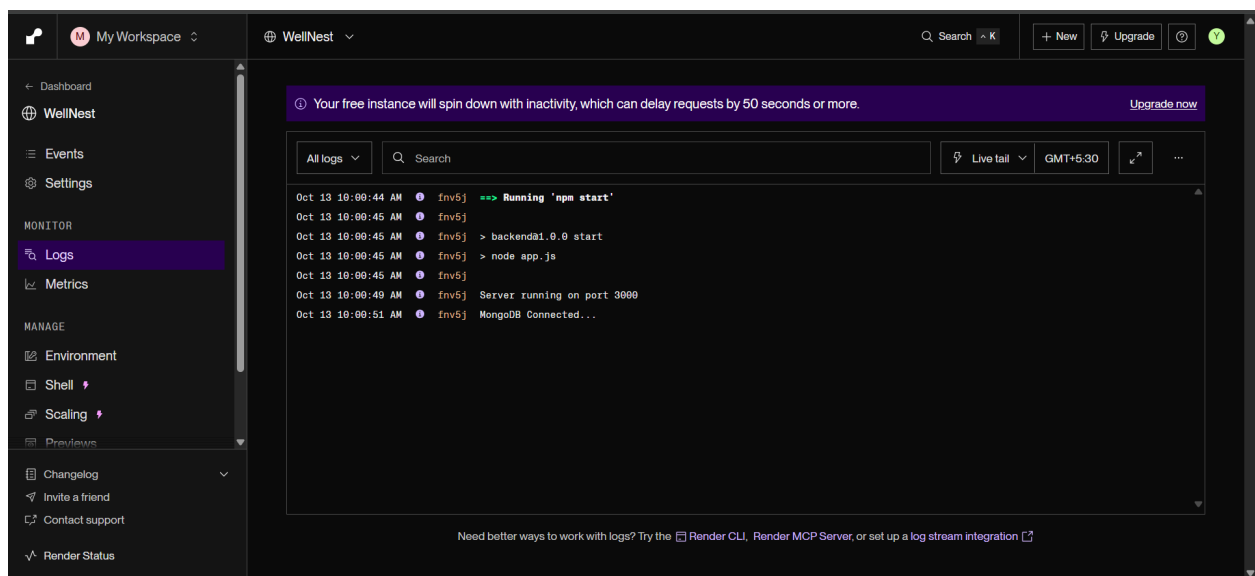 M My Workspace
WellNest
Search ^ K
+ New
Upgrade
Y
← Dashboard
WellNest
Events
Settings
MONITOR
Logs
Metrics
MANAGE
Environment
Shell
Scaling
Previews
Changelog
Invite a friend
Contact support
Render Status
Your free instance will spin down with inactivity, which can delay requests by 50 seconds or more. Upgrade now
All logs
Search
Live tail
GMT+5:30
...
Oct 13 10:00:44 AM fnv5j ==> Running 'npm start'
Oct 13 10:00:45 AM fnv5j
Oct 13 10:00:45 AM fnv5j > backend@1.0.0 start
Oct 13 10:00:45 AM fnv5j > node app.js
Oct 13 10:00:45 AM fnv5j
Oct 13 10:00:49 AM fnv5j Server running on port 3000
Oct 13 10:00:51 AM fnv5j MongoDB Connected...
Need better ways to work with logs? Try the Render CLI, Render MCP Server, or set up a log stream integration